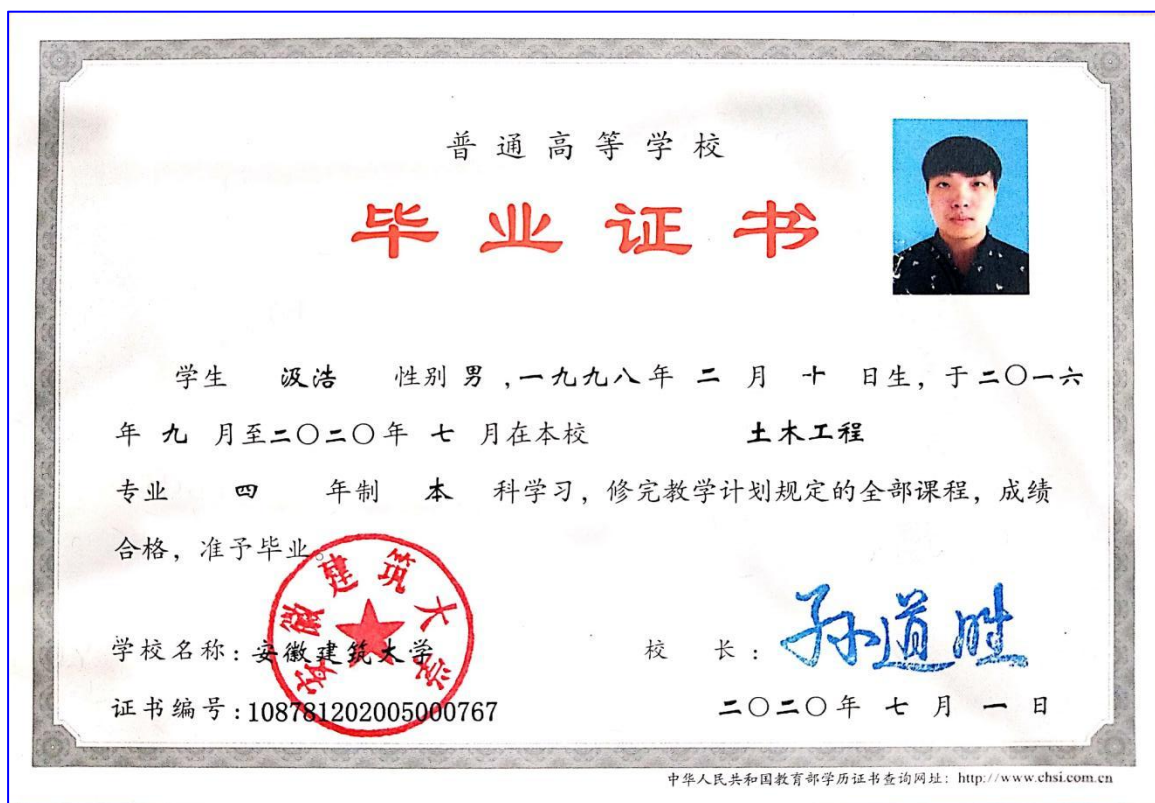 普通高等学校
毕业证书
学生 汲浩 性别 男 ,一九九八年 二 月 十 日生, 于二〇一六
年 九 月至二〇二〇年 七 月在本校 土木工程
专业 四 年制 本 科学习, 修完教学计划规定的全部课程, 成绩
合格, 准予毕业。
安徽建筑大学
学校名称: 安徽建筑大学 校 长: 孙道胜
证书编号: 108781202005000767 二〇二〇年 七 月 一 日
中华人民共和国教育部学历证书查询网址: http://www.chsi.com.cn